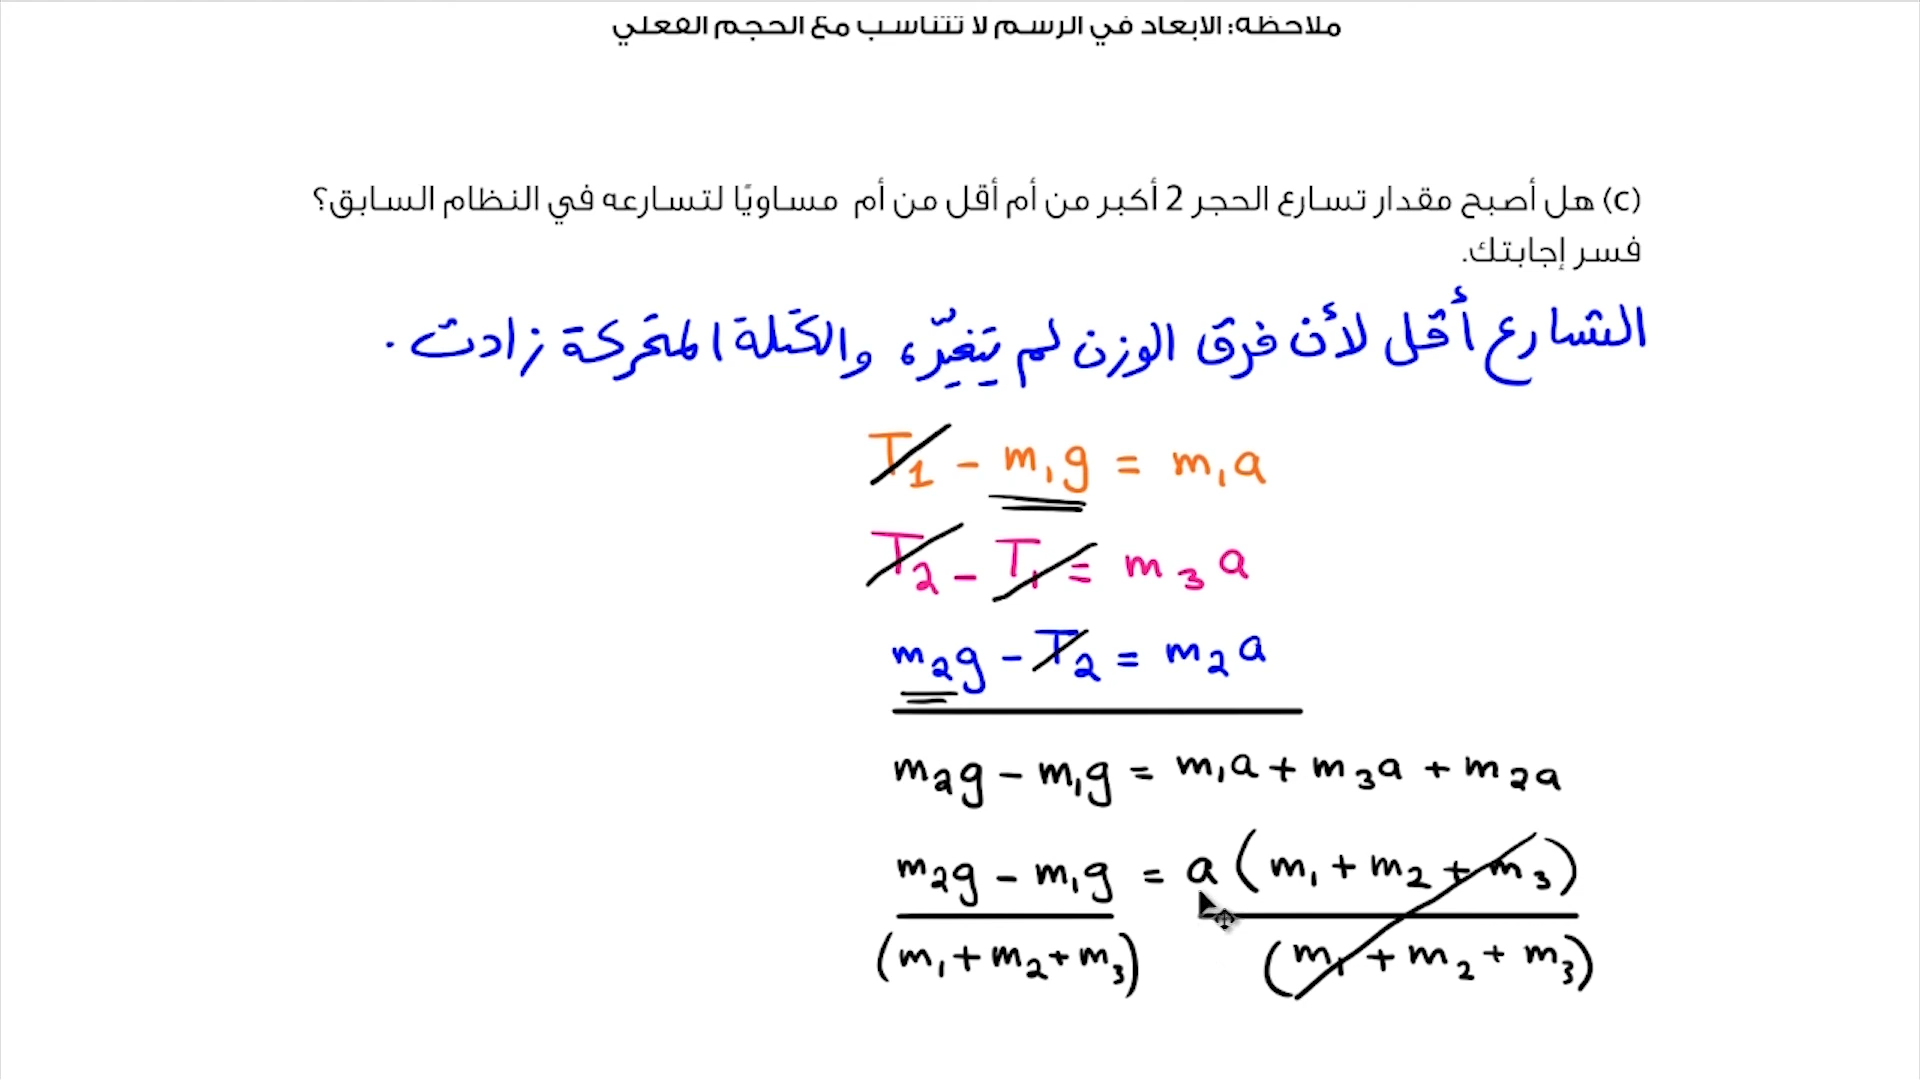 ملاحظه: الابعاد في الرسم لا تتناسب مع الحجم الفعلي
(c) هل أصبح مقدار تسارع الحجر 2 أكبر من أم أقل من أم مساويًا لتسارعه في النظام السابق؟
فسر إجابتك.
التسارع أقل لأن فرق الوزن لم يتغيّر، والكتلة المتحركة زادت.
T₁ - m₁g = m₁a
T₂ - T₁ = m₃a
m₂g - T₂ = m₂a
m₂g - m₁g = m₁a + m₃a + m₂a
m₂g - m₁g = a (m₁ + m₂ + m₃)
(m₁ + m₂ + m₃) (m₁ + m₂ + m₃)